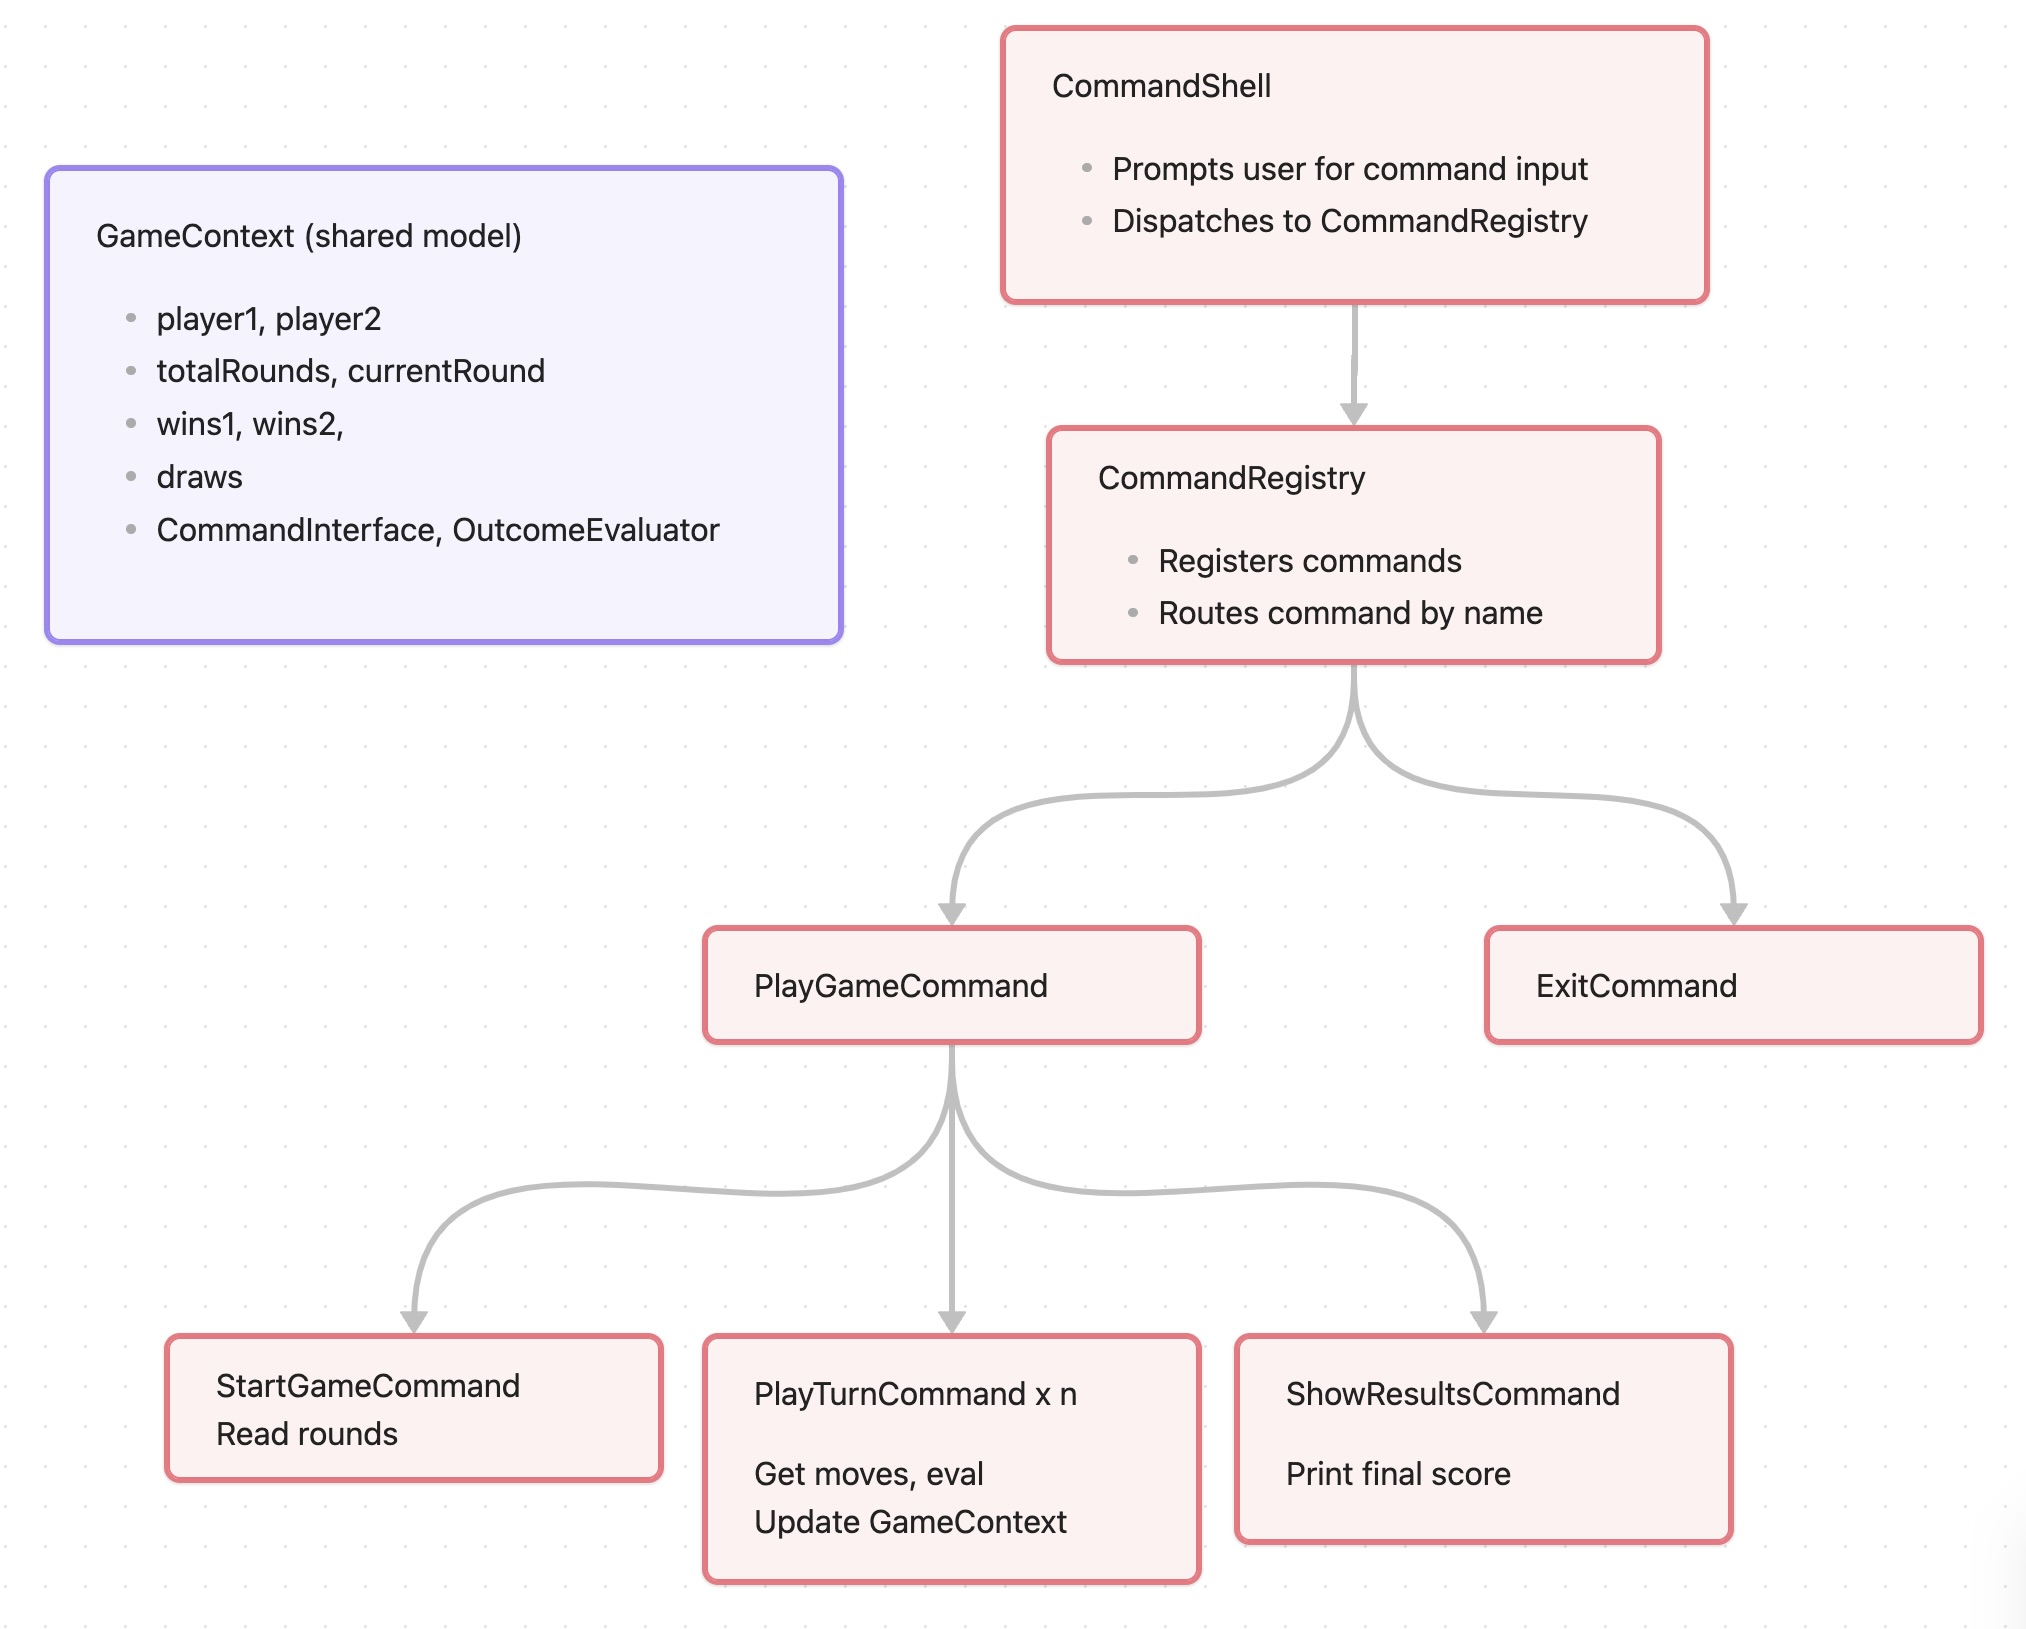 CommandShell
Prompts user for command input
Dispatches to CommandRegistry
GameContext (shared model)
player1, player2
totalRounds, currentRound
wins1, wins2,
draws
CommandInterface, OutcomeEvaluator
CommandRegistry
Registers commands
Routes command by name
PlayGameCommand
ExitCommand
StartGameCommand
Read rounds
PlayTurnCommand x n
Get moves, eval
Update GameContext
ShowResultsCommand
Print final score